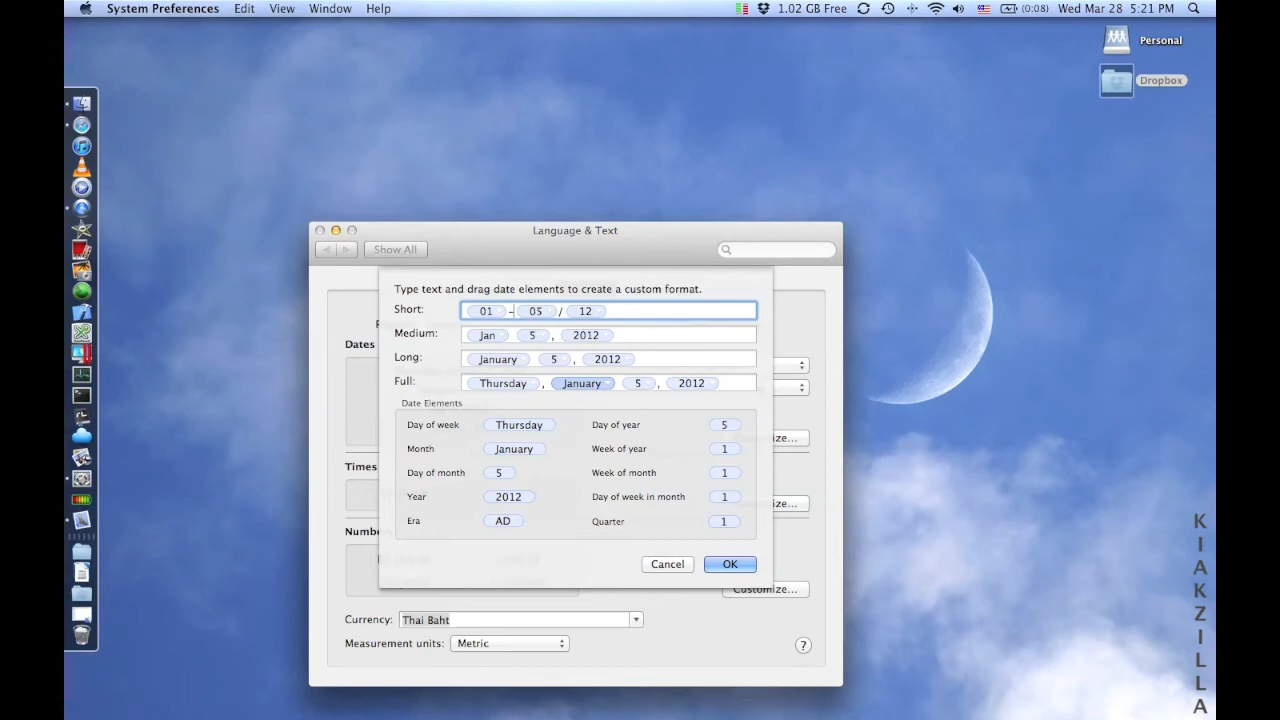 System Preferences Edit View Window Help 1.02 GB Free (0:08) Wed Mar 28 5:21 PM
Personal
Dropbox
Language & Text
Show All
Type text and drag date elements to create a custom format.
Short: 01 - 05 / 12
Medium: Jan 5 , 2012
Long: January 5 , 2012
Full: Thursday , January 5 , 2012
Dates
Date Elements
Day of week Thursday Day of year 5
Month January Week of year 1
Day of month 5 Week of month 1
Year 2012 Day of week in month 1
Era AD Quarter 1
Times
Cancel OK
Customize...
Currency: Thai Baht
Measurement units: Metric ?
K
I
A
K
Z
I
L
L
A